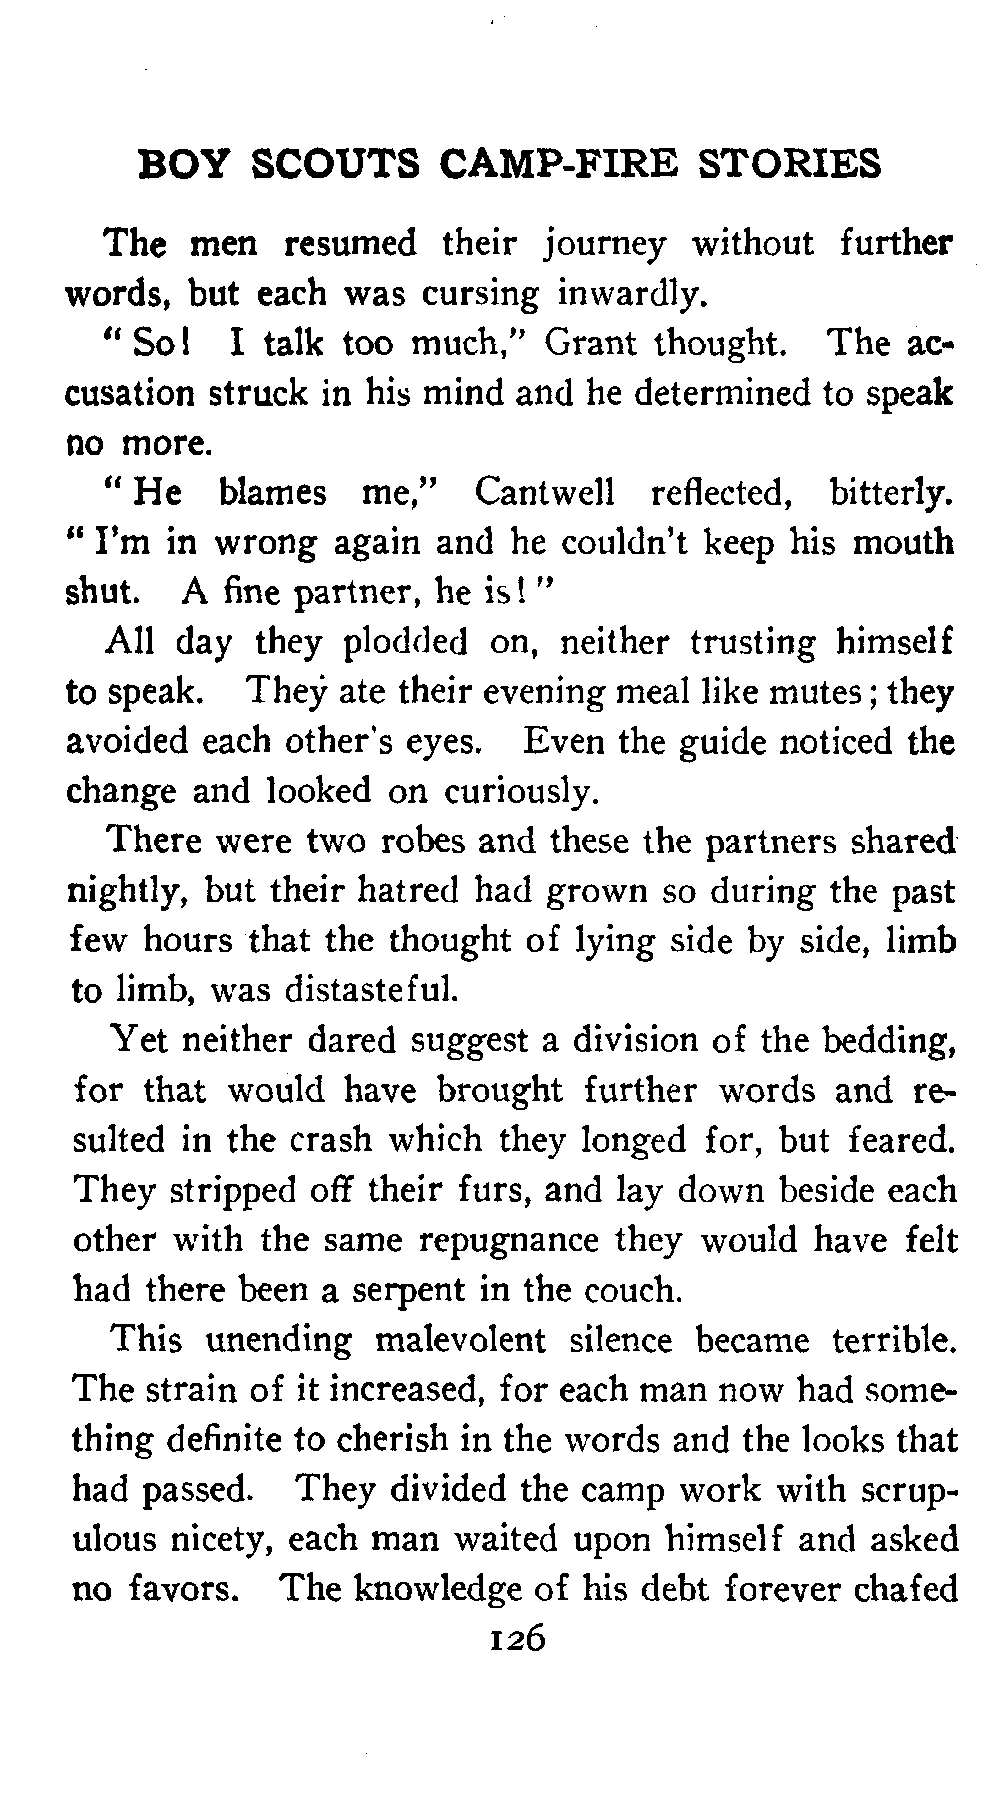 BOY SCOUTS CAMP-FIRE STORIES
The men resumed their journey without further
words, but each was cursing inwardly.
" So! I talk too much," Grant thought. The ac-
cusation struck in his mind and he determined to speak
no more.
" He blames me," Cantwell reflected, bitterly.
" I'm in wrong again and he couldn't keep his mouth
shut. A fine partner, he is! "
All day they plodded on, neither trusting himself
to speak. They ate their evening meal like mutes; they
avoided each other's eyes. Even the guide noticed the
change and looked on curiously.
There were two robes and these the partners shared
nightly, but their hatred had grown so during the past
few hours that the thought of lying side by side, limb
to limb, was distasteful.
Yet neither dared suggest a division of the bedding,
for that would have brought further words and re-
sulted in the crash which they longed for, but feared.
They stripped off their furs, and lay down beside each
other with the same repugnance they would have felt
had there been a serpent in the couch.
This unending malevolent silence became terrible.
The strain of it increased, for each man now had some-
thing definite to cherish in the words and the looks that
had passed. They divided the camp work with scrup-
ulous nicety, each man waited upon himself and asked
no favors. The knowledge of his debt forever chafed
126